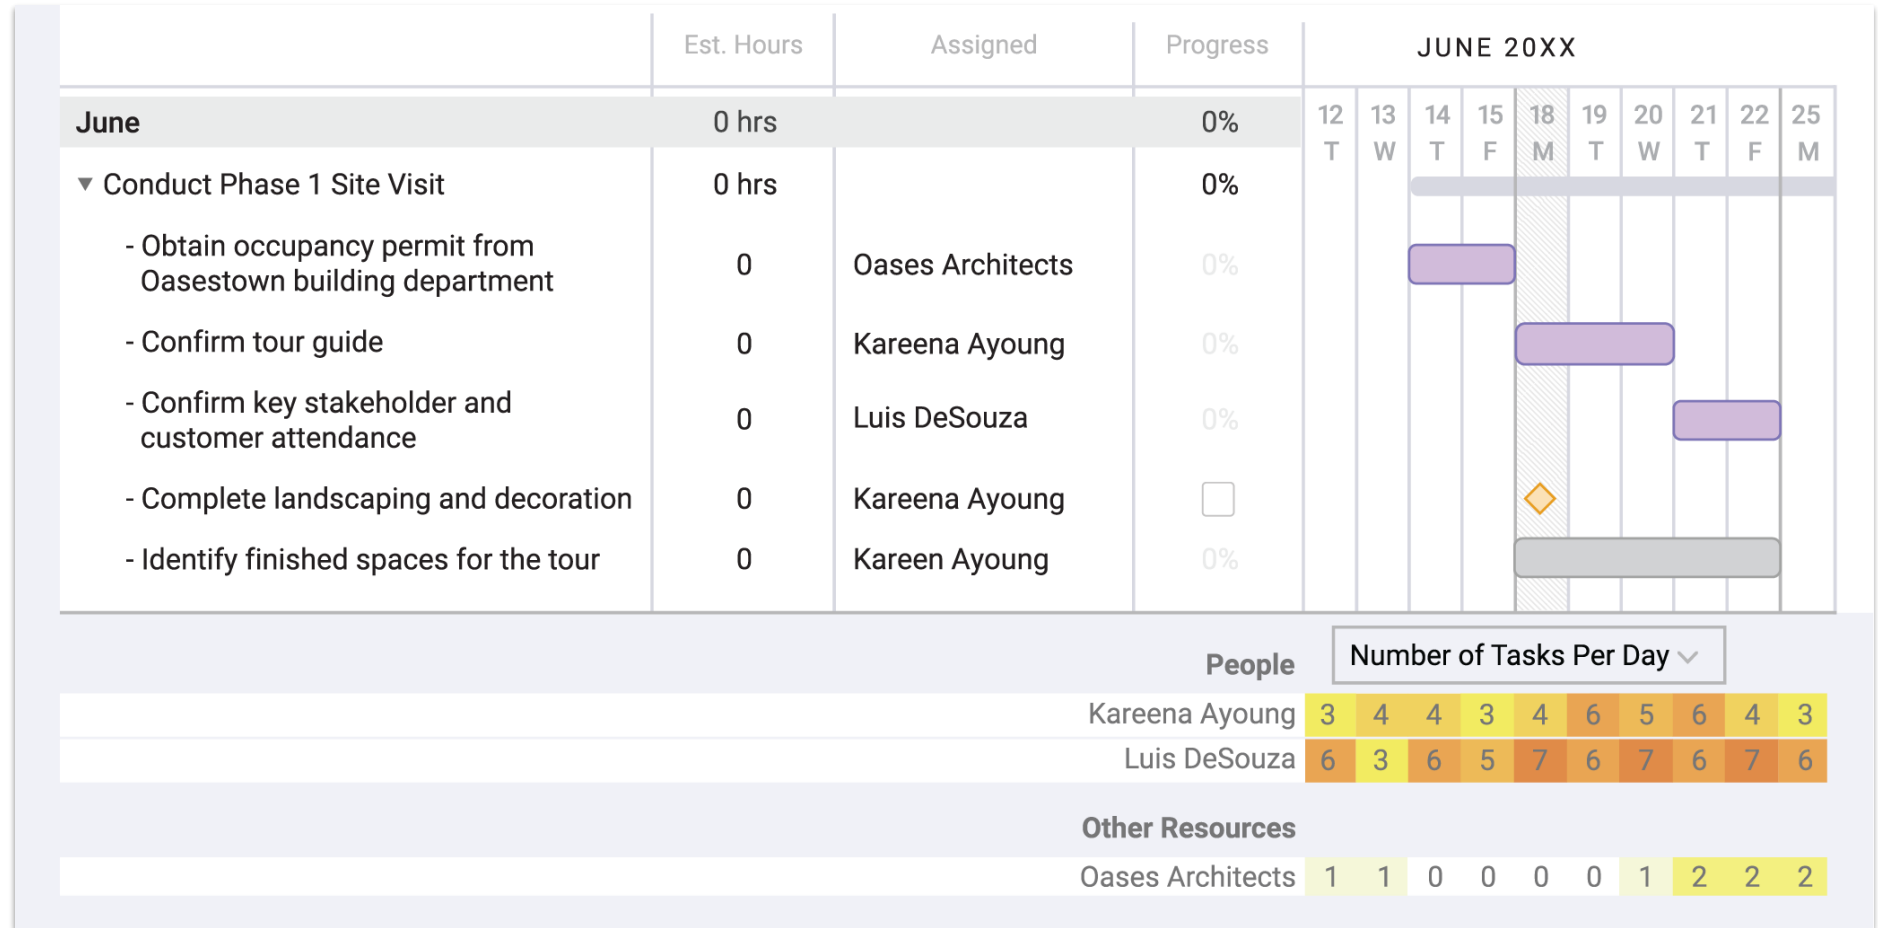 Est. Hours Assigned Progress JUNE 20XX
June 0 hrs 0% 12 13 14 15 18 19 20 21 22 25
T W T F M T W T F M
▼ Conduct Phase 1 Site Visit 0 hrs 0%
- Obtain occupancy permit from
Oasestown building department 0 Oases Architects 0%
- Confirm tour guide 0 Kareena Ayoung 0%
- Confirm key stakeholder and
customer attendance 0 Luis DeSouza 0%
- Complete landscaping and decoration 0 Kareena Ayoung
- Identify finished spaces for the tour 0 Kareen Ayoung 0%
People Number of Tasks Per Day
Kareena Ayoung 3 4 4 3 4 6 5 6 4 3
Luis DeSouza 6 3 6 5 7 6 7 6 7 6
Other Resources
Oases Architects 1 1 0 0 0 0 1 2 2 2